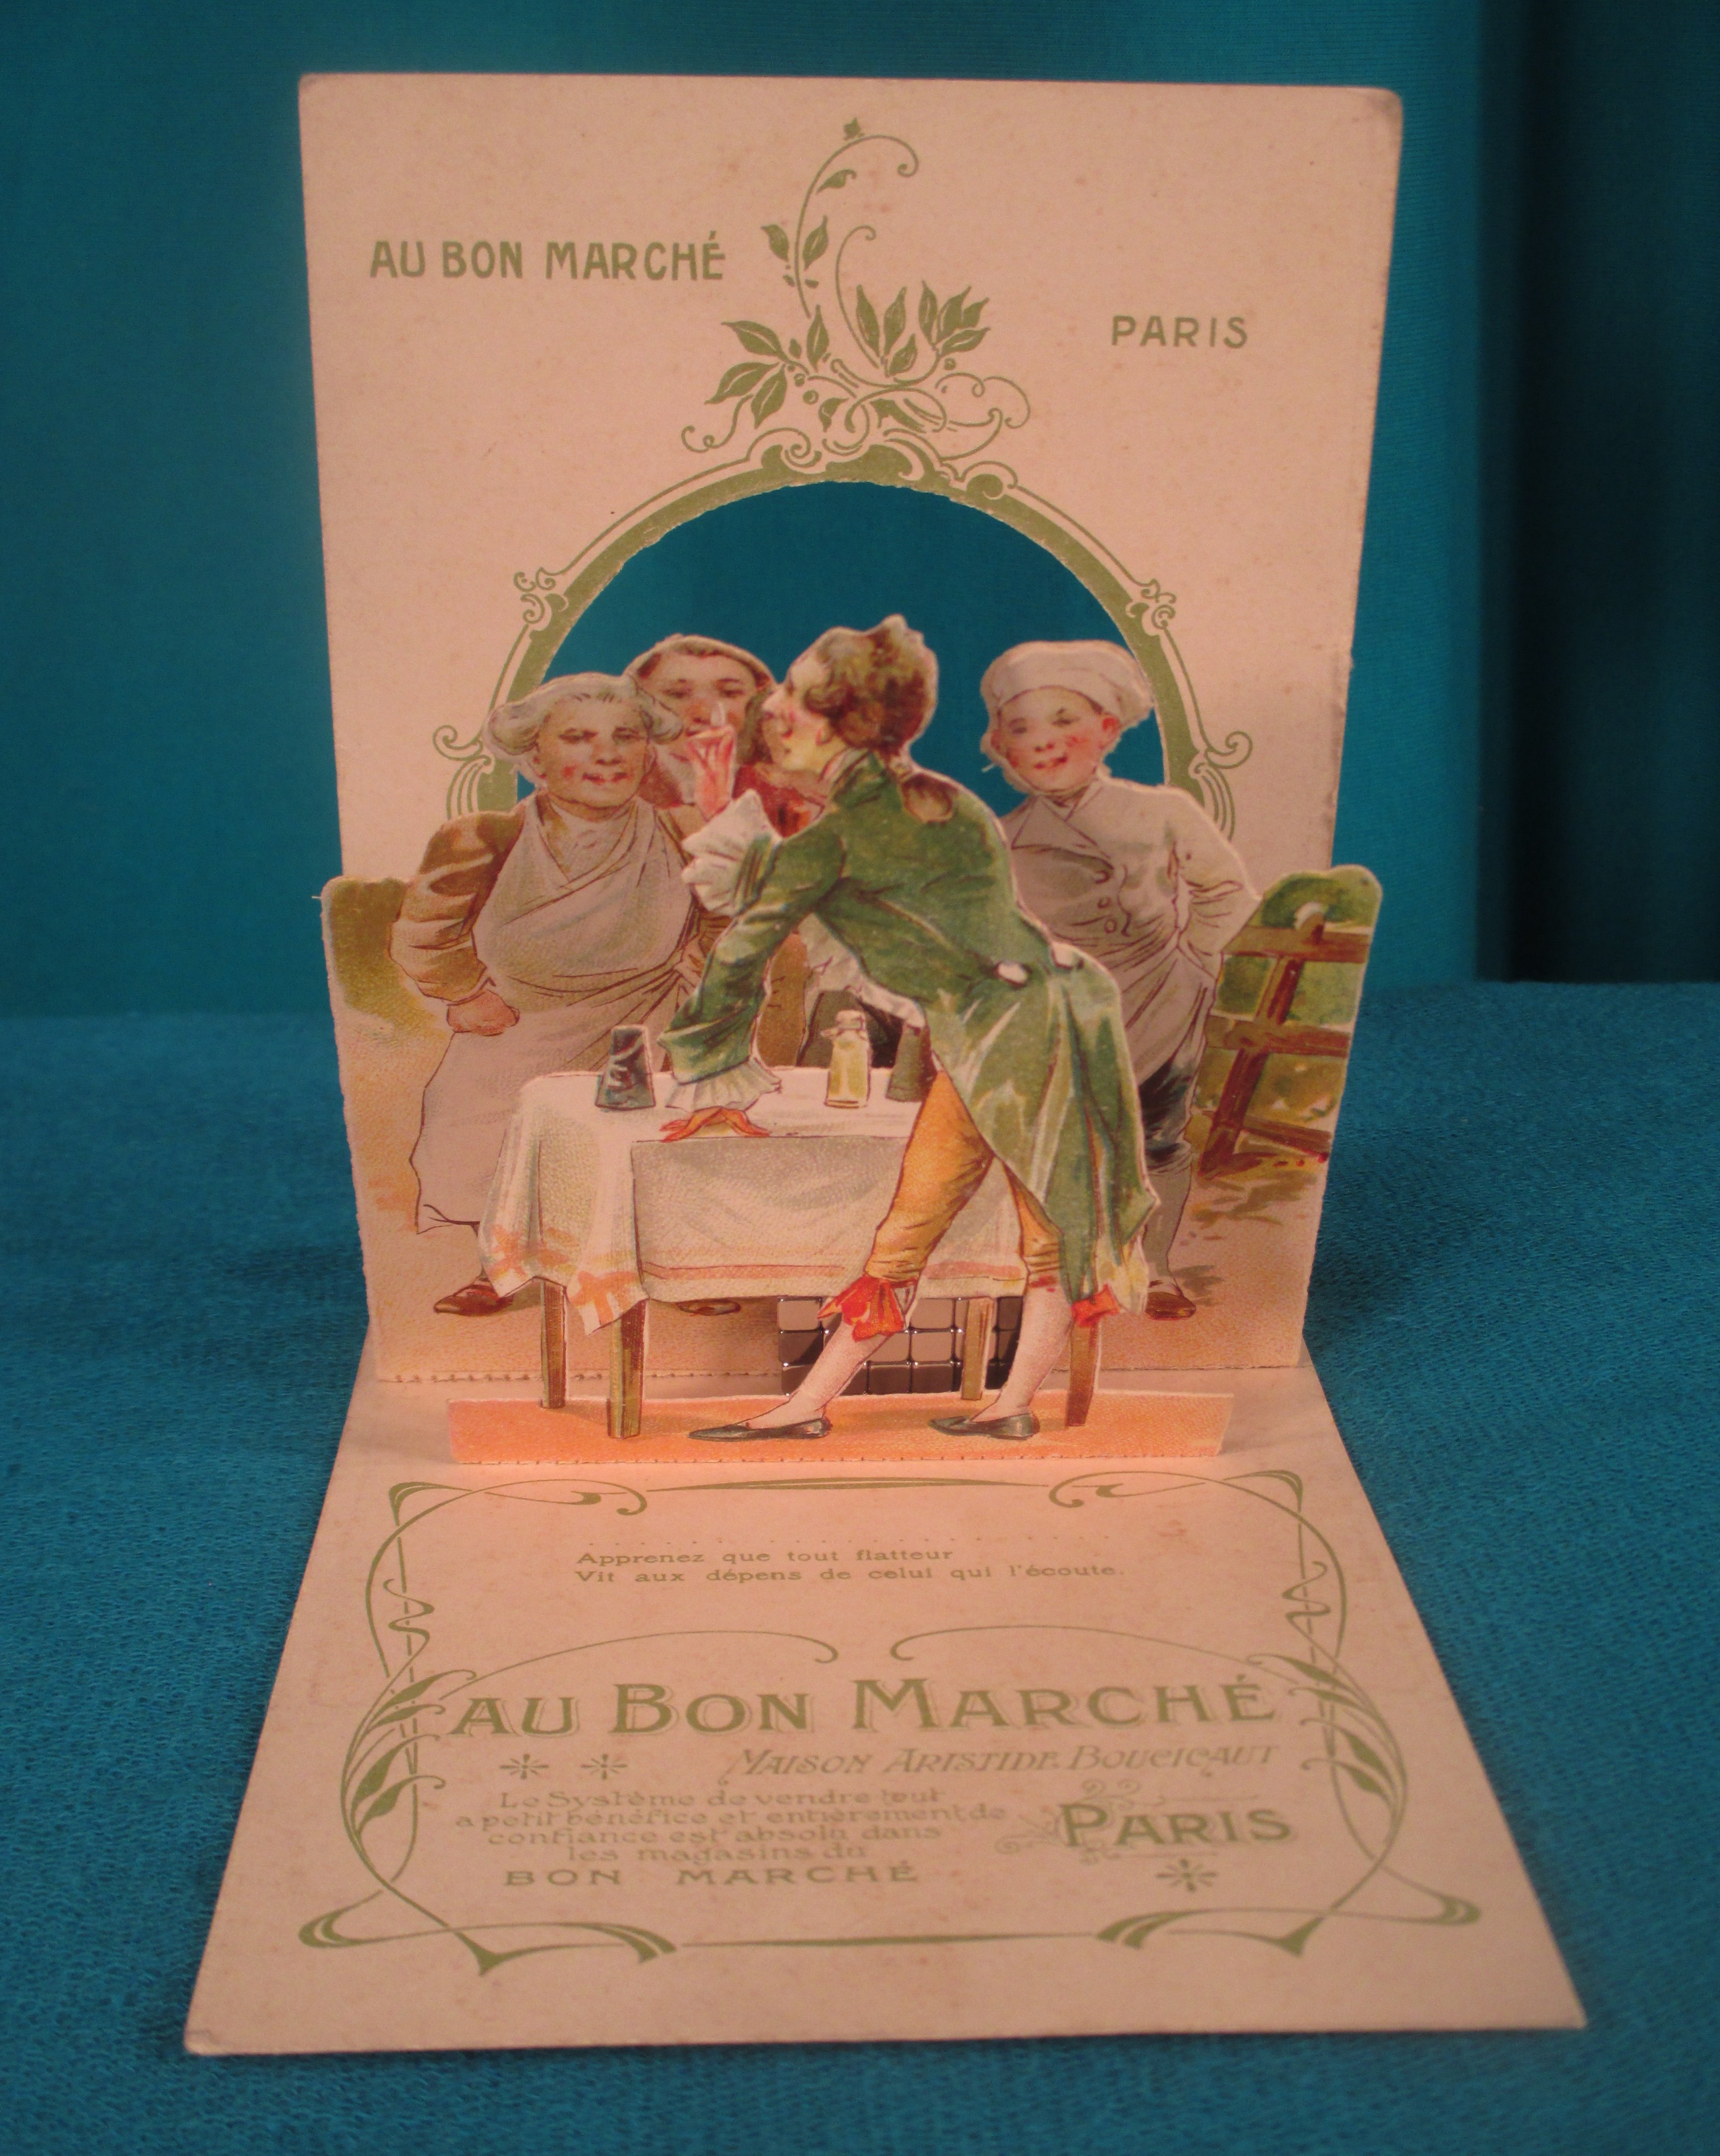 AU BON MARCHÉ
PARIS
Apprenez que tout flatteur
Vit aux dépens de celui qui l'écoute.
AU BON MARCHÉ
MAISON ARISTIDE BOUCICAUT
Le Système de vendre tout
a petit bénéfice et entièrement de
confiance est absolu dans
les magasins du
BON MARCHÉ
PARIS